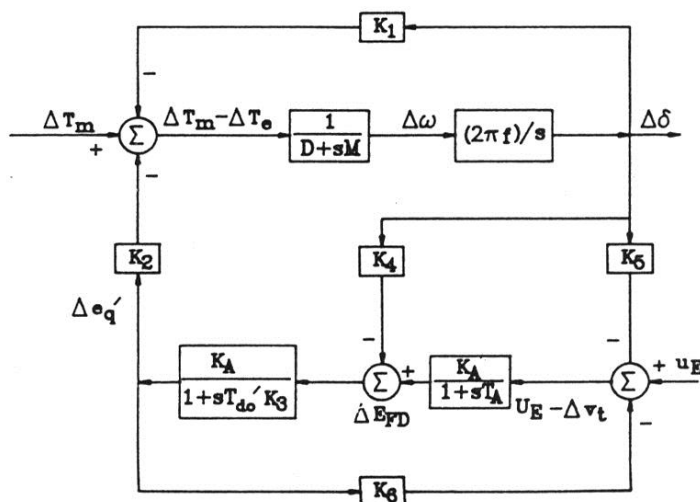 K1
−
ΔTm
+
Σ
ΔTm−ΔTe
1
D+sM
Δω
(2πf)/s
Δδ
−
K2
K4
K5
Δeq′
−
−
KA
1+sTdo′K3
Σ
+
KA
1+sTA
Σ
+ uE
ΔEFD
UE−Δvt
−
K6